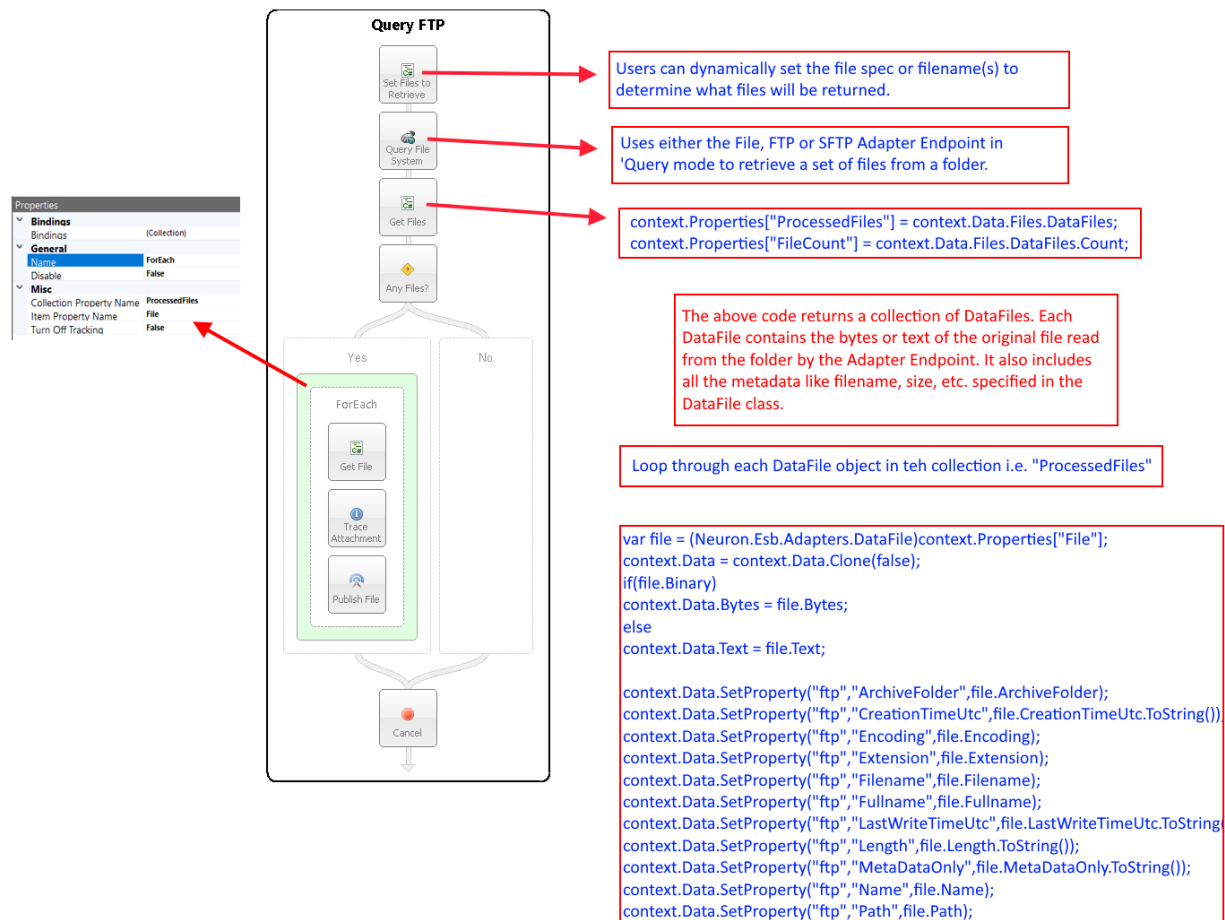 Query FTP
Set Files to
Retrieve
Query File
System
Get Files
Any Files?
Yes
No
ForEach
Get File
Trace
Attachment
Publish File
Cancel
Properties
Bindings
Bindings (Collection)
General
Name ForEach
Disable False
Misc
Collection Property Name ProcessedFiles
Item Property Name File
Turn Off Tracking False
Users can dynamically set the file spec or filename(s) to
determine what files will be returned.
Uses either the File, FTP or SFTP Adapter Endpoint in
'Query mode to retrieve a set of files from a folder.
context.Properties["ProcessedFiles"] = context.Data.Files.DataFiles;
context.Properties["FileCount"] = context.Data.Files.DataFiles.Count;
The above code returns a collection of DataFiles. Each
DataFile contains the bytes or text of the original file read
from the folder by the Adapter Endpoint. It also includes
all the metadata like filename, size, etc. specified in the
DataFile class.
Loop through each DataFile object in teh collection i.e. "ProcessedFiles"
var file = (Neuron.Esb.Adapters.DataFile)context.Properties["File"];
context.Data = context.Data.Clone(false);
if(file.Binary)
context.Data.Bytes = file.Bytes;
else
context.Data.Text = file.Text;
context.Data.SetProperty("ftp","ArchiveFolder",file.ArchiveFolder);
context.Data.SetProperty("ftp","CreationTimeUtc",file.CreationTimeUtc.ToString());
context.Data.SetProperty("ftp","Encoding",file.Encoding);
context.Data.SetProperty("ftp","Extension",file.Extension);
context.Data.SetProperty("ftp","Filename",file.Filename);
context.Data.SetProperty("ftp","Fullname",file.Fullname);
context.Data.SetProperty("ftp","LastWriteTimeUtc",file.LastWriteTimeUtc.ToString(
context.Data.SetProperty("ftp","Length",file.Length.ToString());
context.Data.SetProperty("ftp","MetaDataOnly",file.MetaDataOnly.ToString());
context.Data.SetProperty("ftp","Name",file.Name);
context.Data.SetProperty("ftp","Path",file.Path);